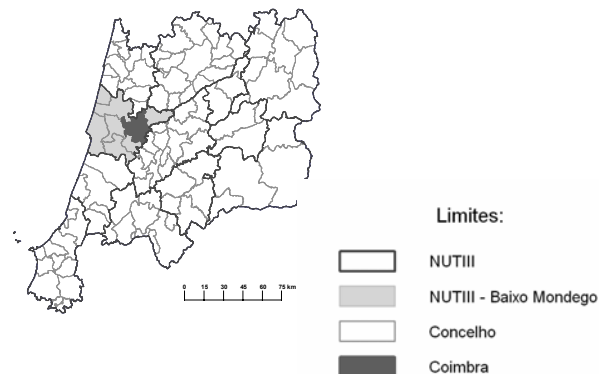 0 15 30 45 60 75 km
Limites:
NUTIII
NUTIII - Baixo Mondego
Concelho
Coimbra